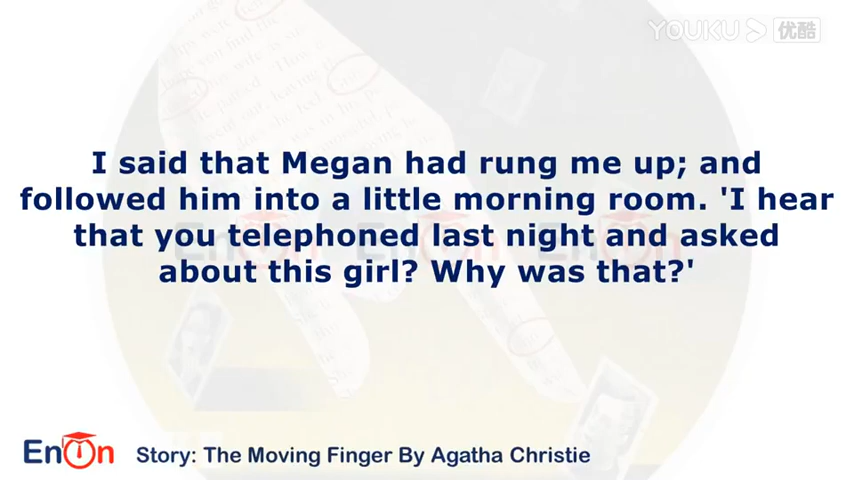 YOUKU 优酷
I said that Megan had rung me up; and
followed him into a little morning room. 'I hear
that you telephoned last night and asked
about this girl? Why was that?'
EnOn Story: The Moving Finger By Agatha Christie